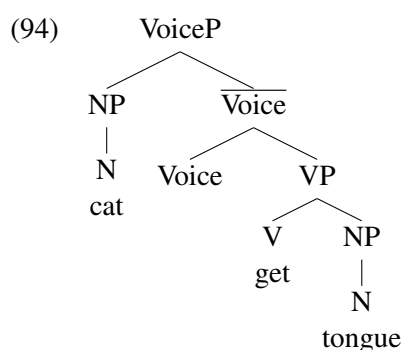 (94) VoiceP
NP Voice
N Voice VP
cat
V NP
get
N
tongue